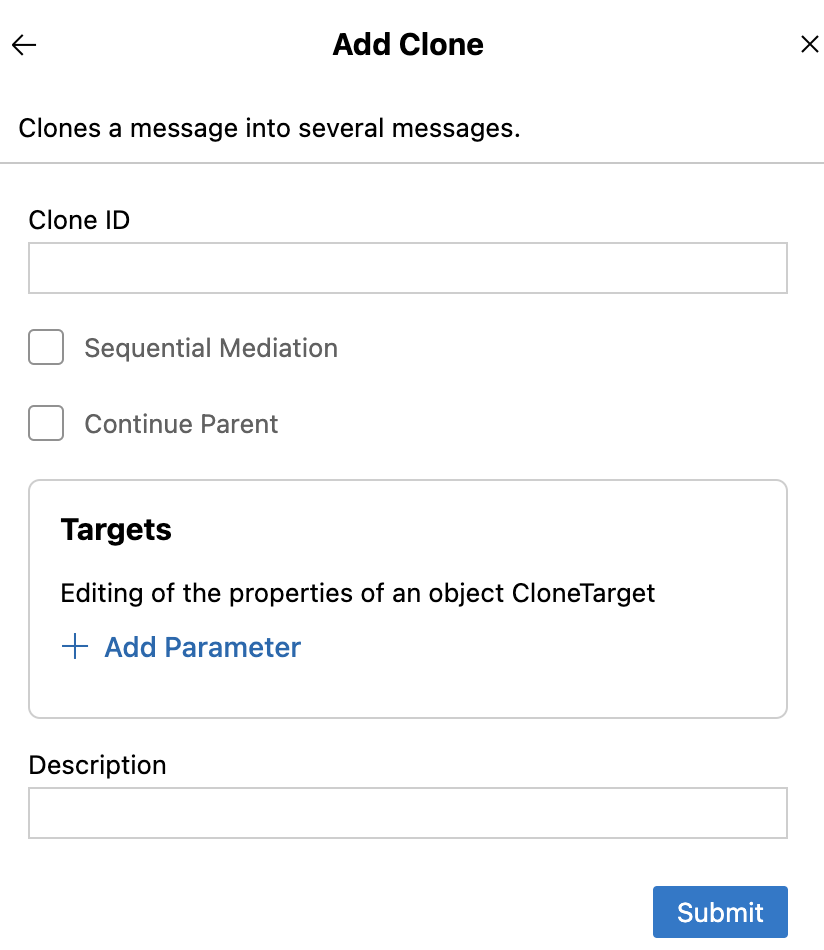 Add Clone
Clones a message into several messages.
Clone ID
Sequential Mediation
Continue Parent
Targets
Editing of the properties of an object CloneTarget
Add Parameter
Description
Submit